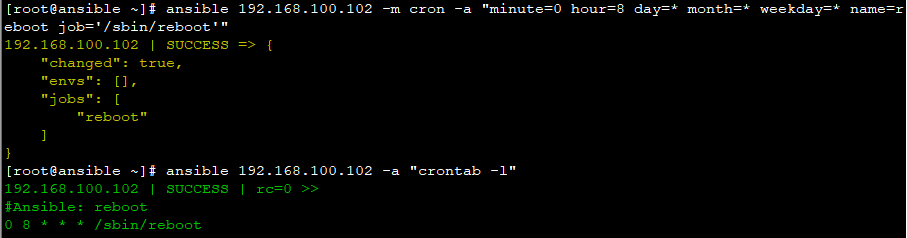 [root@ansible ~]# ansible 192.168.100.102 -m cron -a "minute=0 hour=8 day=* month=* weekday=* name=r
eboot job='/sbin/reboot'"
192.168.100.102 | SUCCESS => {
    "changed": true,
    "envs": [],
    "jobs": [
        "reboot"
    ]
}
[root@ansible ~]# ansible 192.168.100.102 -a "crontab -l"
192.168.100.102 | SUCCESS | rc=0 >>
#Ansible: reboot
0 8 * * * /sbin/reboot